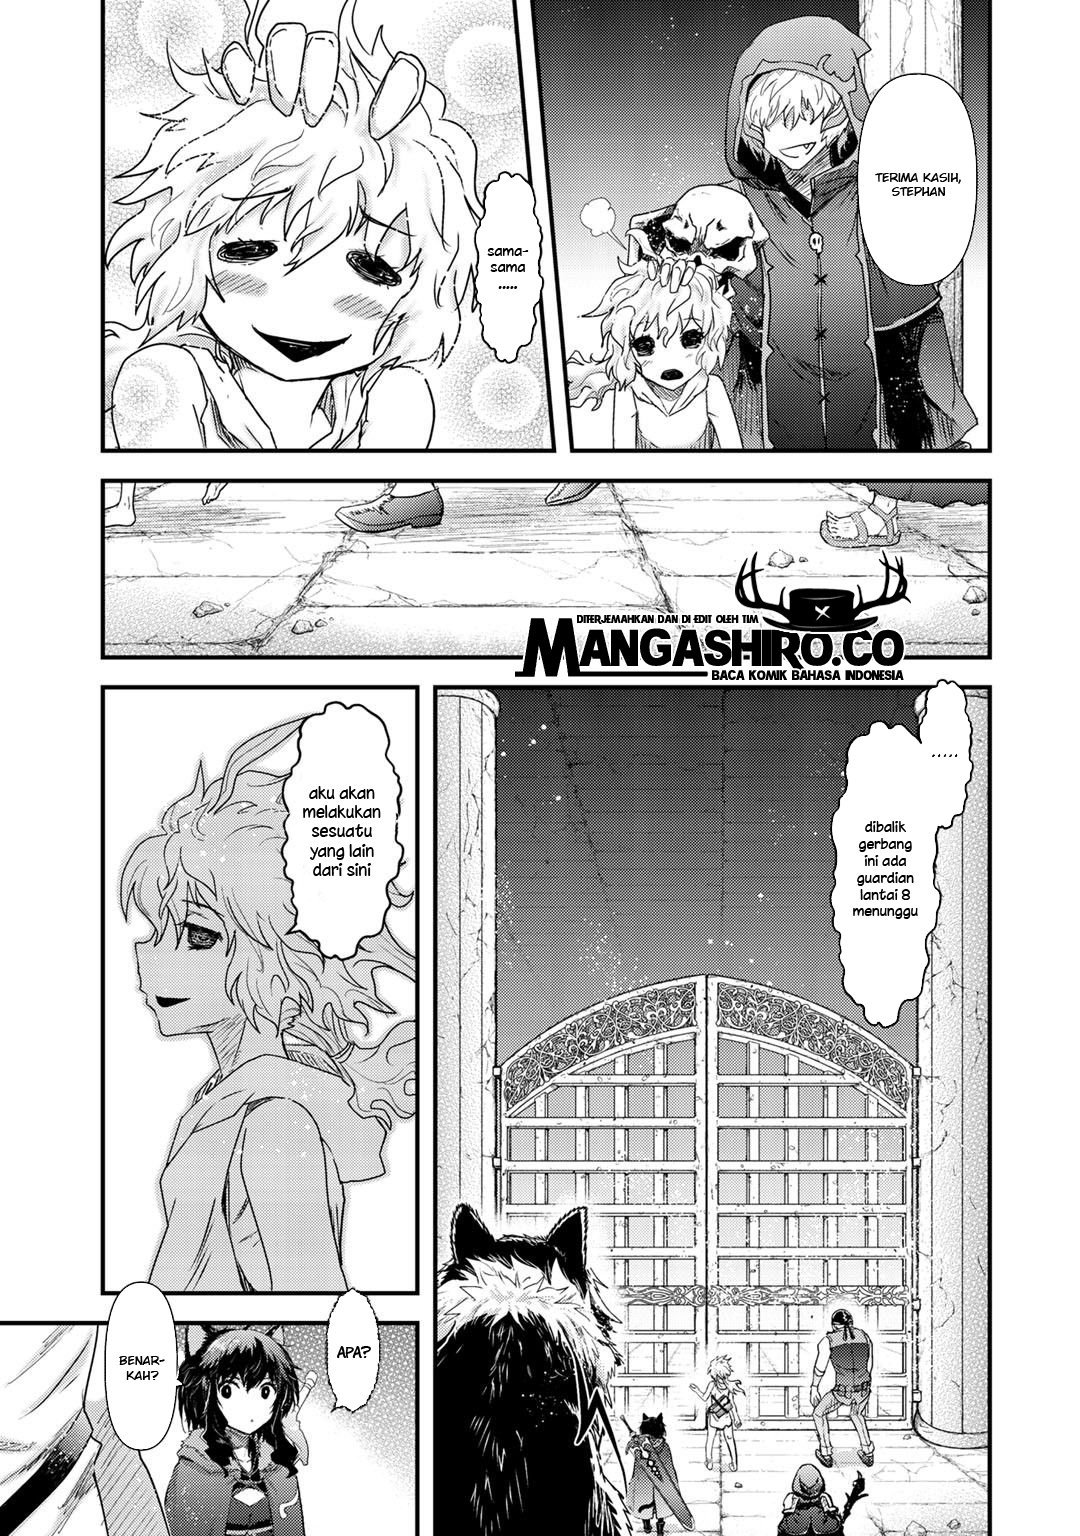 TERIMA KASIH,
STEPHAN
sama-
sama
.....
DITERJEMAHKAN DAN DI EDIT OLEH TIM
MANGASHIRO.CO
BACA KOMIK BAHASA INDONESIA
.....
dibalik
gerbang
ini ada
guardian
lantai 8
menunggu
aku akan
melakukan
sesuatu
yang lain
dari sini
APA?
BENAR-
KAH?